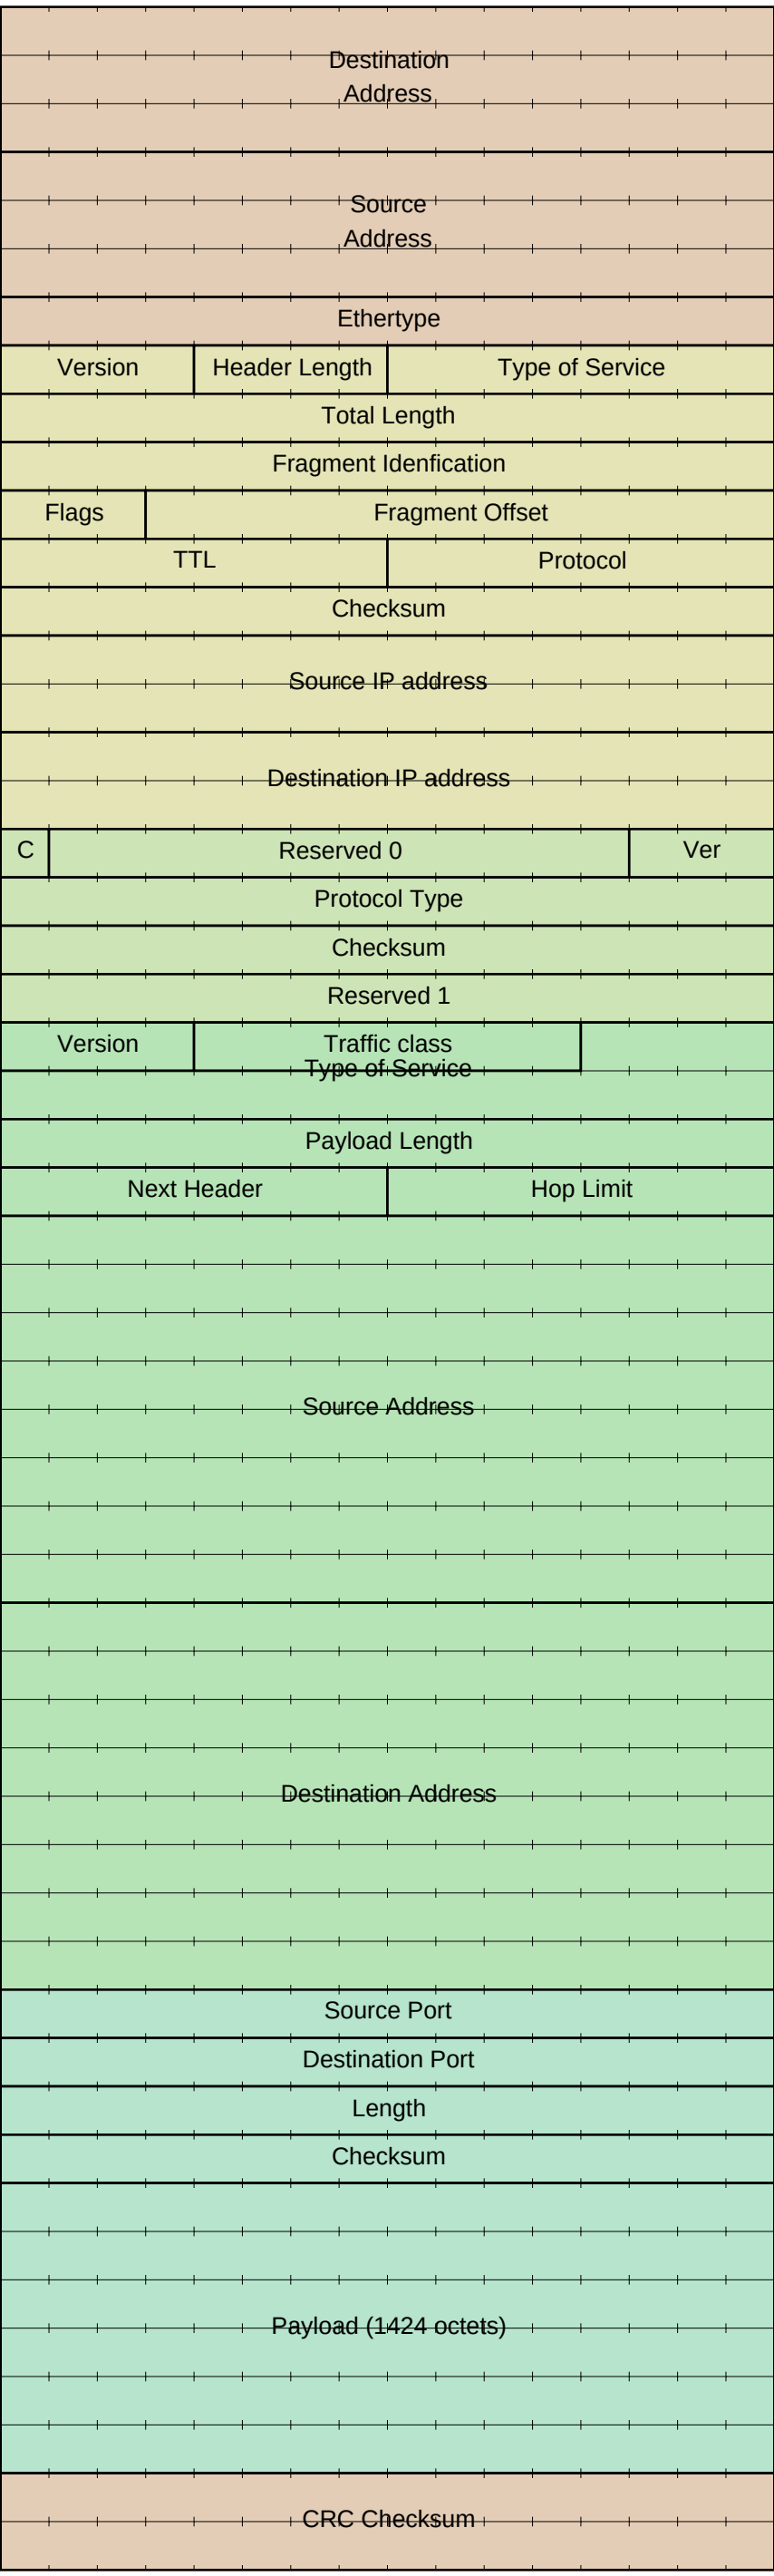 Destination
Address
Source
Address
Ethertype
Version Header Length Type of Service
Total Length
Fragment Idenfication
Flags Fragment Offset
TTL Protocol
Checksum
Source IP address
Destination IP address
C Reserved 0 Ver
Protocol Type
Checksum
Reserved 1
Version Traffic class
Type of Service
Payload Length
Next Header Hop Limit
Source Address
Destination Address
Source Port
Destination Port
Length
Checksum
Payload (1424 octets)
CRC Checksum